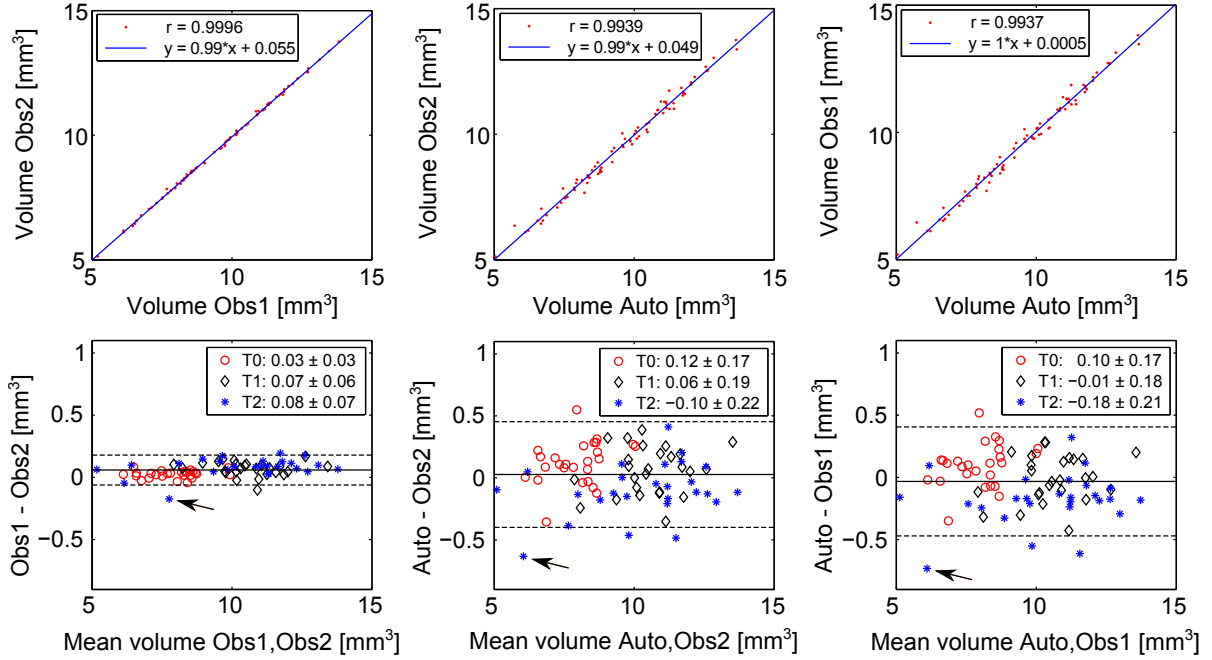 r = 0.9996
y = 0.99*x + 0.055
Volume Obs2 [mm³]
15
10
5
5
10
15
Volume Obs1 [mm³]
r = 0.9939
y = 0.99*x + 0.049
Volume Obs2 [mm³]
15
10
5
5
10
15
Volume Auto [mm³]
r = 0.9937
y = 1*x + 0.0005
Volume Obs1 [mm³]
15
10
5
5
10
15
Volume Auto [mm³]
T0: 0.03 ± 0.03
T1: 0.07 ± 0.06
T2: 0.08 ± 0.07
Obs1 - Obs2 [mm³]
1
0.5
0
−0.5
5
10
15
Mean volume Obs1,Obs2 [mm³]
T0: 0.12 ± 0.17
T1: 0.06 ± 0.19
T2: −0.10 ± 0.22
Auto - Obs2 [mm³]
1
0.5
0
−0.5
5
10
15
Mean volume Auto,Obs2 [mm³]
T0: 0.10 ± 0.17
T1: −0.01 ± 0.18
T2: −0.18 ± 0.21
Auto - Obs1 [mm³]
1
0.5
0
−0.5
5
10
15
Mean volume Auto,Obs1 [mm³]